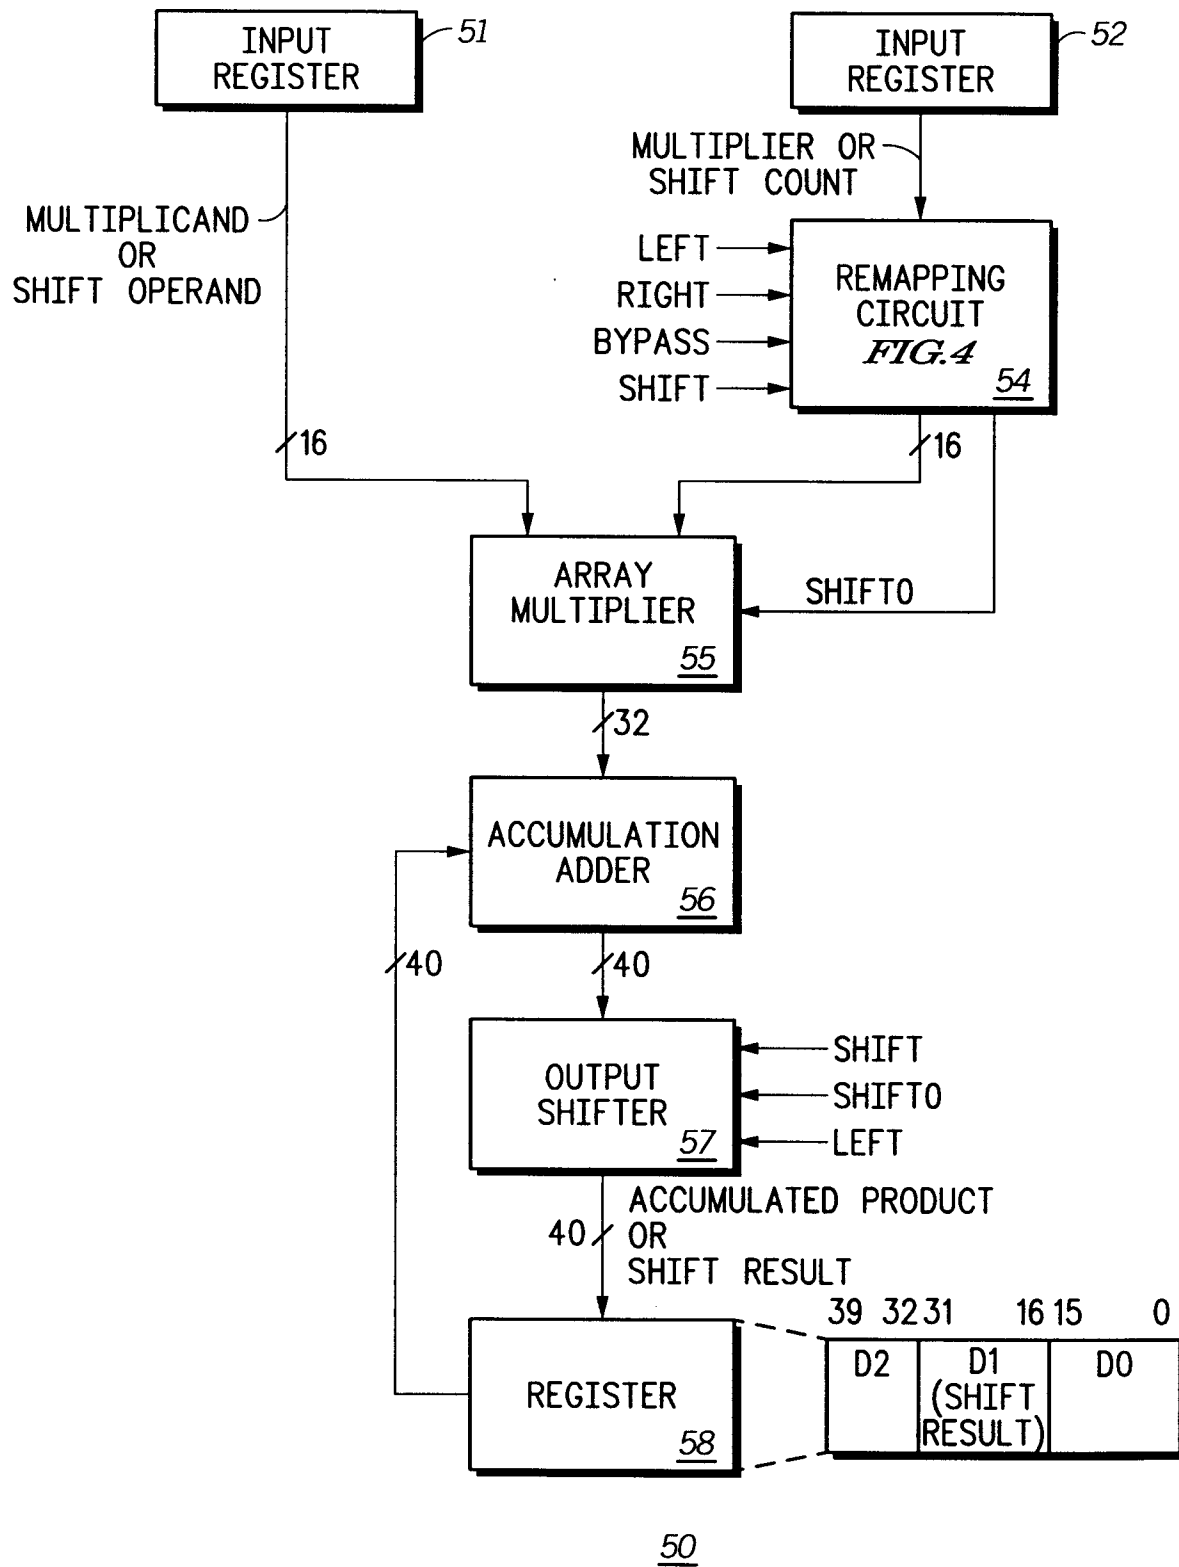 INPUT
REGISTER
51
INPUT
REGISTER
52
MULTIPLIER OR
SHIFT COUNT
MULTIPLICAND
OR
SHIFT OPERAND
LEFT
RIGHT
BYPASS
SHIFT
REMAPPING
CIRCUIT
FIG.4
54
16
16
ARRAY
MULTIPLIER
55
SHIFT0
32
ACCUMULATION
ADDER
56
40
40
OUTPUT
SHIFTER
57
SHIFT
SHIFT0
LEFT
40
ACCUMULATED PRODUCT
OR
SHIFT RESULT
REGISTER
58
39 32 31 16 15 0
D2
D1
(SHIFT
RESULT)
D0
50